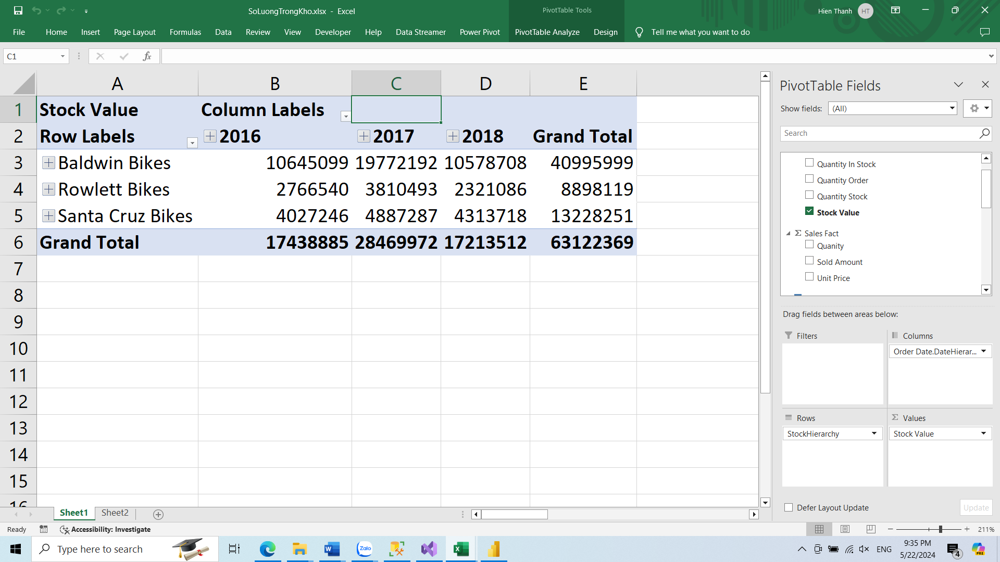 SoLuongTrongKho.xlsx - Excel
PivotTable Tools
Hien Thanh HT
File Home Insert Page Layout Formulas Data Review View Developer Help Data Streamer Power Pivot PivotTable Analyze Design Tell me what you want to do
C1 fx
A B C D E
1 Stock Value Column Labels
2 Row Labels 2016 2017 2018 Grand Total
3 Baldwin Bikes 10645099 19772192 10578708 40995999
4 Rowlett Bikes 2766540 3810493 2321086 8898119
5 Santa Cruz Bikes 4027246 4887287 4313718 13228251
6 Grand Total 17438885 28469972 17213512 63122369
7
8
9
10
11
12
13
14
15
16
PivotTable Fields
Show fields: (All)
Search
Quantity In Stock
Quantity Order
Quantity Stock
Stock Value
Σ Sales Fact
Quanity
Sold Amount
Unit Price
Drag fields between areas below:
Filters Columns
Order Date.DateHierar...
Rows Σ Values
StockHierarchy Stock Value
Defer Layout Update Update
Sheet1 Sheet2
Ready Accessibility: Investigate 211%
Type here to search Zalo ENG 9:35 PM
5/22/2024 4 PRE